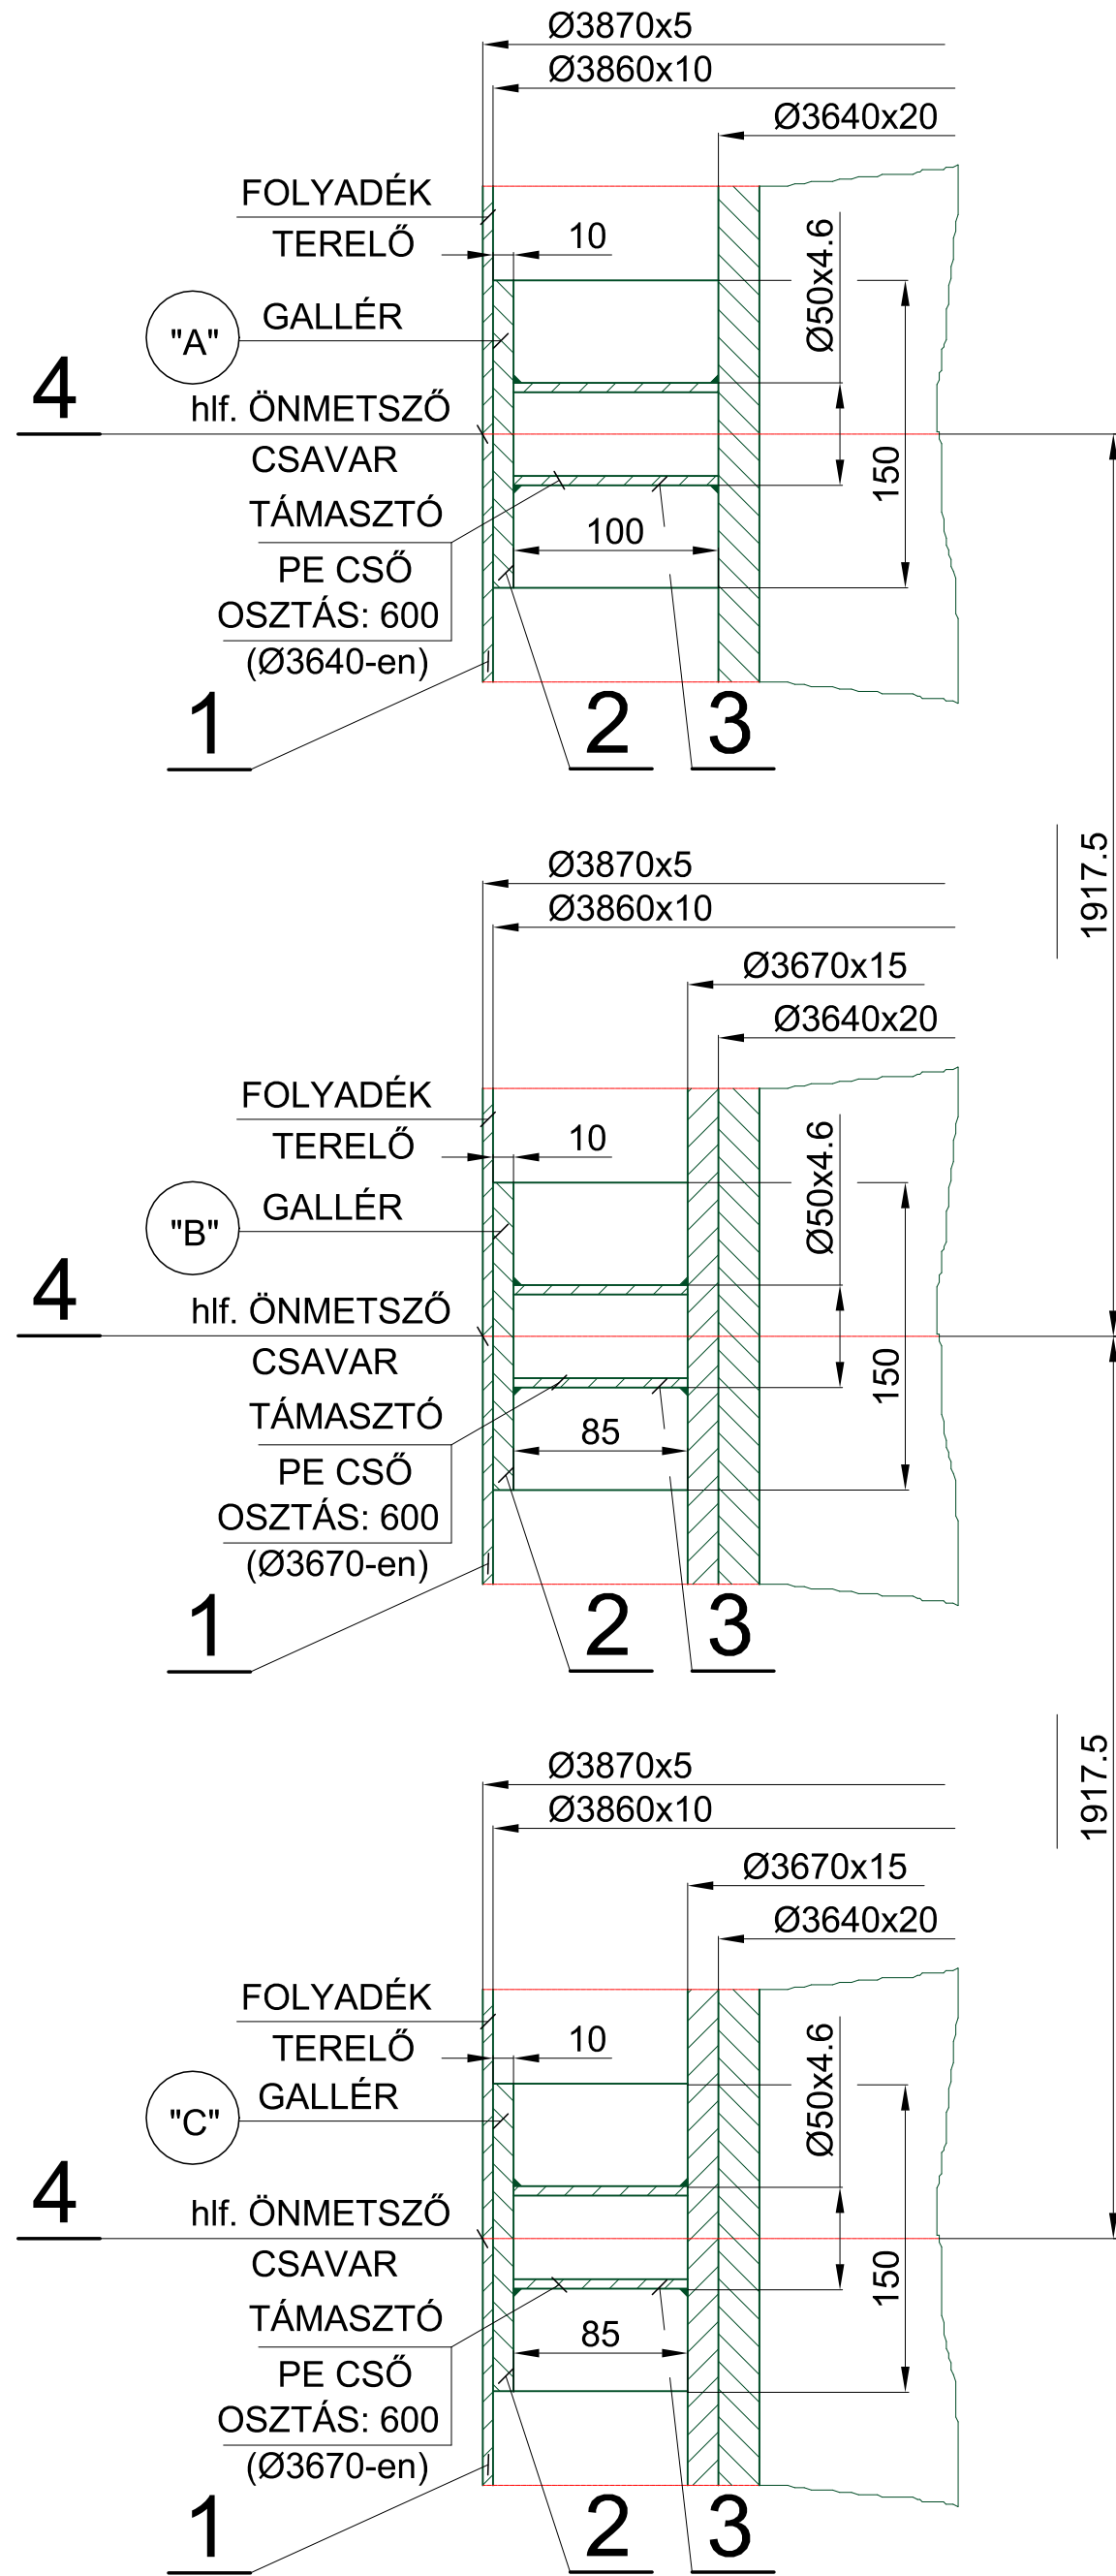 Ø3870x5
Ø3860x10
Ø3640x20
FOLYADÉK
TERELŐ
10
Ø50x4.6
"A"
GALLÉR
4
hlf. ÖNMETSZŐ
CSAVAR
150
TÁMASZTÓ
100
PE CSŐ
OSZTÁS: 600
(Ø3640-en)
1
2
3
1917.5
Ø3870x5
Ø3860x10
Ø3670x15
Ø3640x20
FOLYADÉK
TERELŐ
10
Ø50x4.6
"B"
GALLÉR
4
hlf. ÖNMETSZŐ
CSAVAR
150
TÁMASZTÓ
85
PE CSŐ
OSZTÁS: 600
(Ø3670-en)
1
2
3
1917.5
Ø3870x5
Ø3860x10
Ø3670x15
Ø3640x20
FOLYADÉK
TERELŐ
10
Ø50x4.6
"C"
GALLÉR
4
hlf. ÖNMETSZŐ
CSAVAR
150
TÁMASZTÓ
85
PE CSŐ
OSZTÁS: 600
(Ø3670-en)
1
2
3